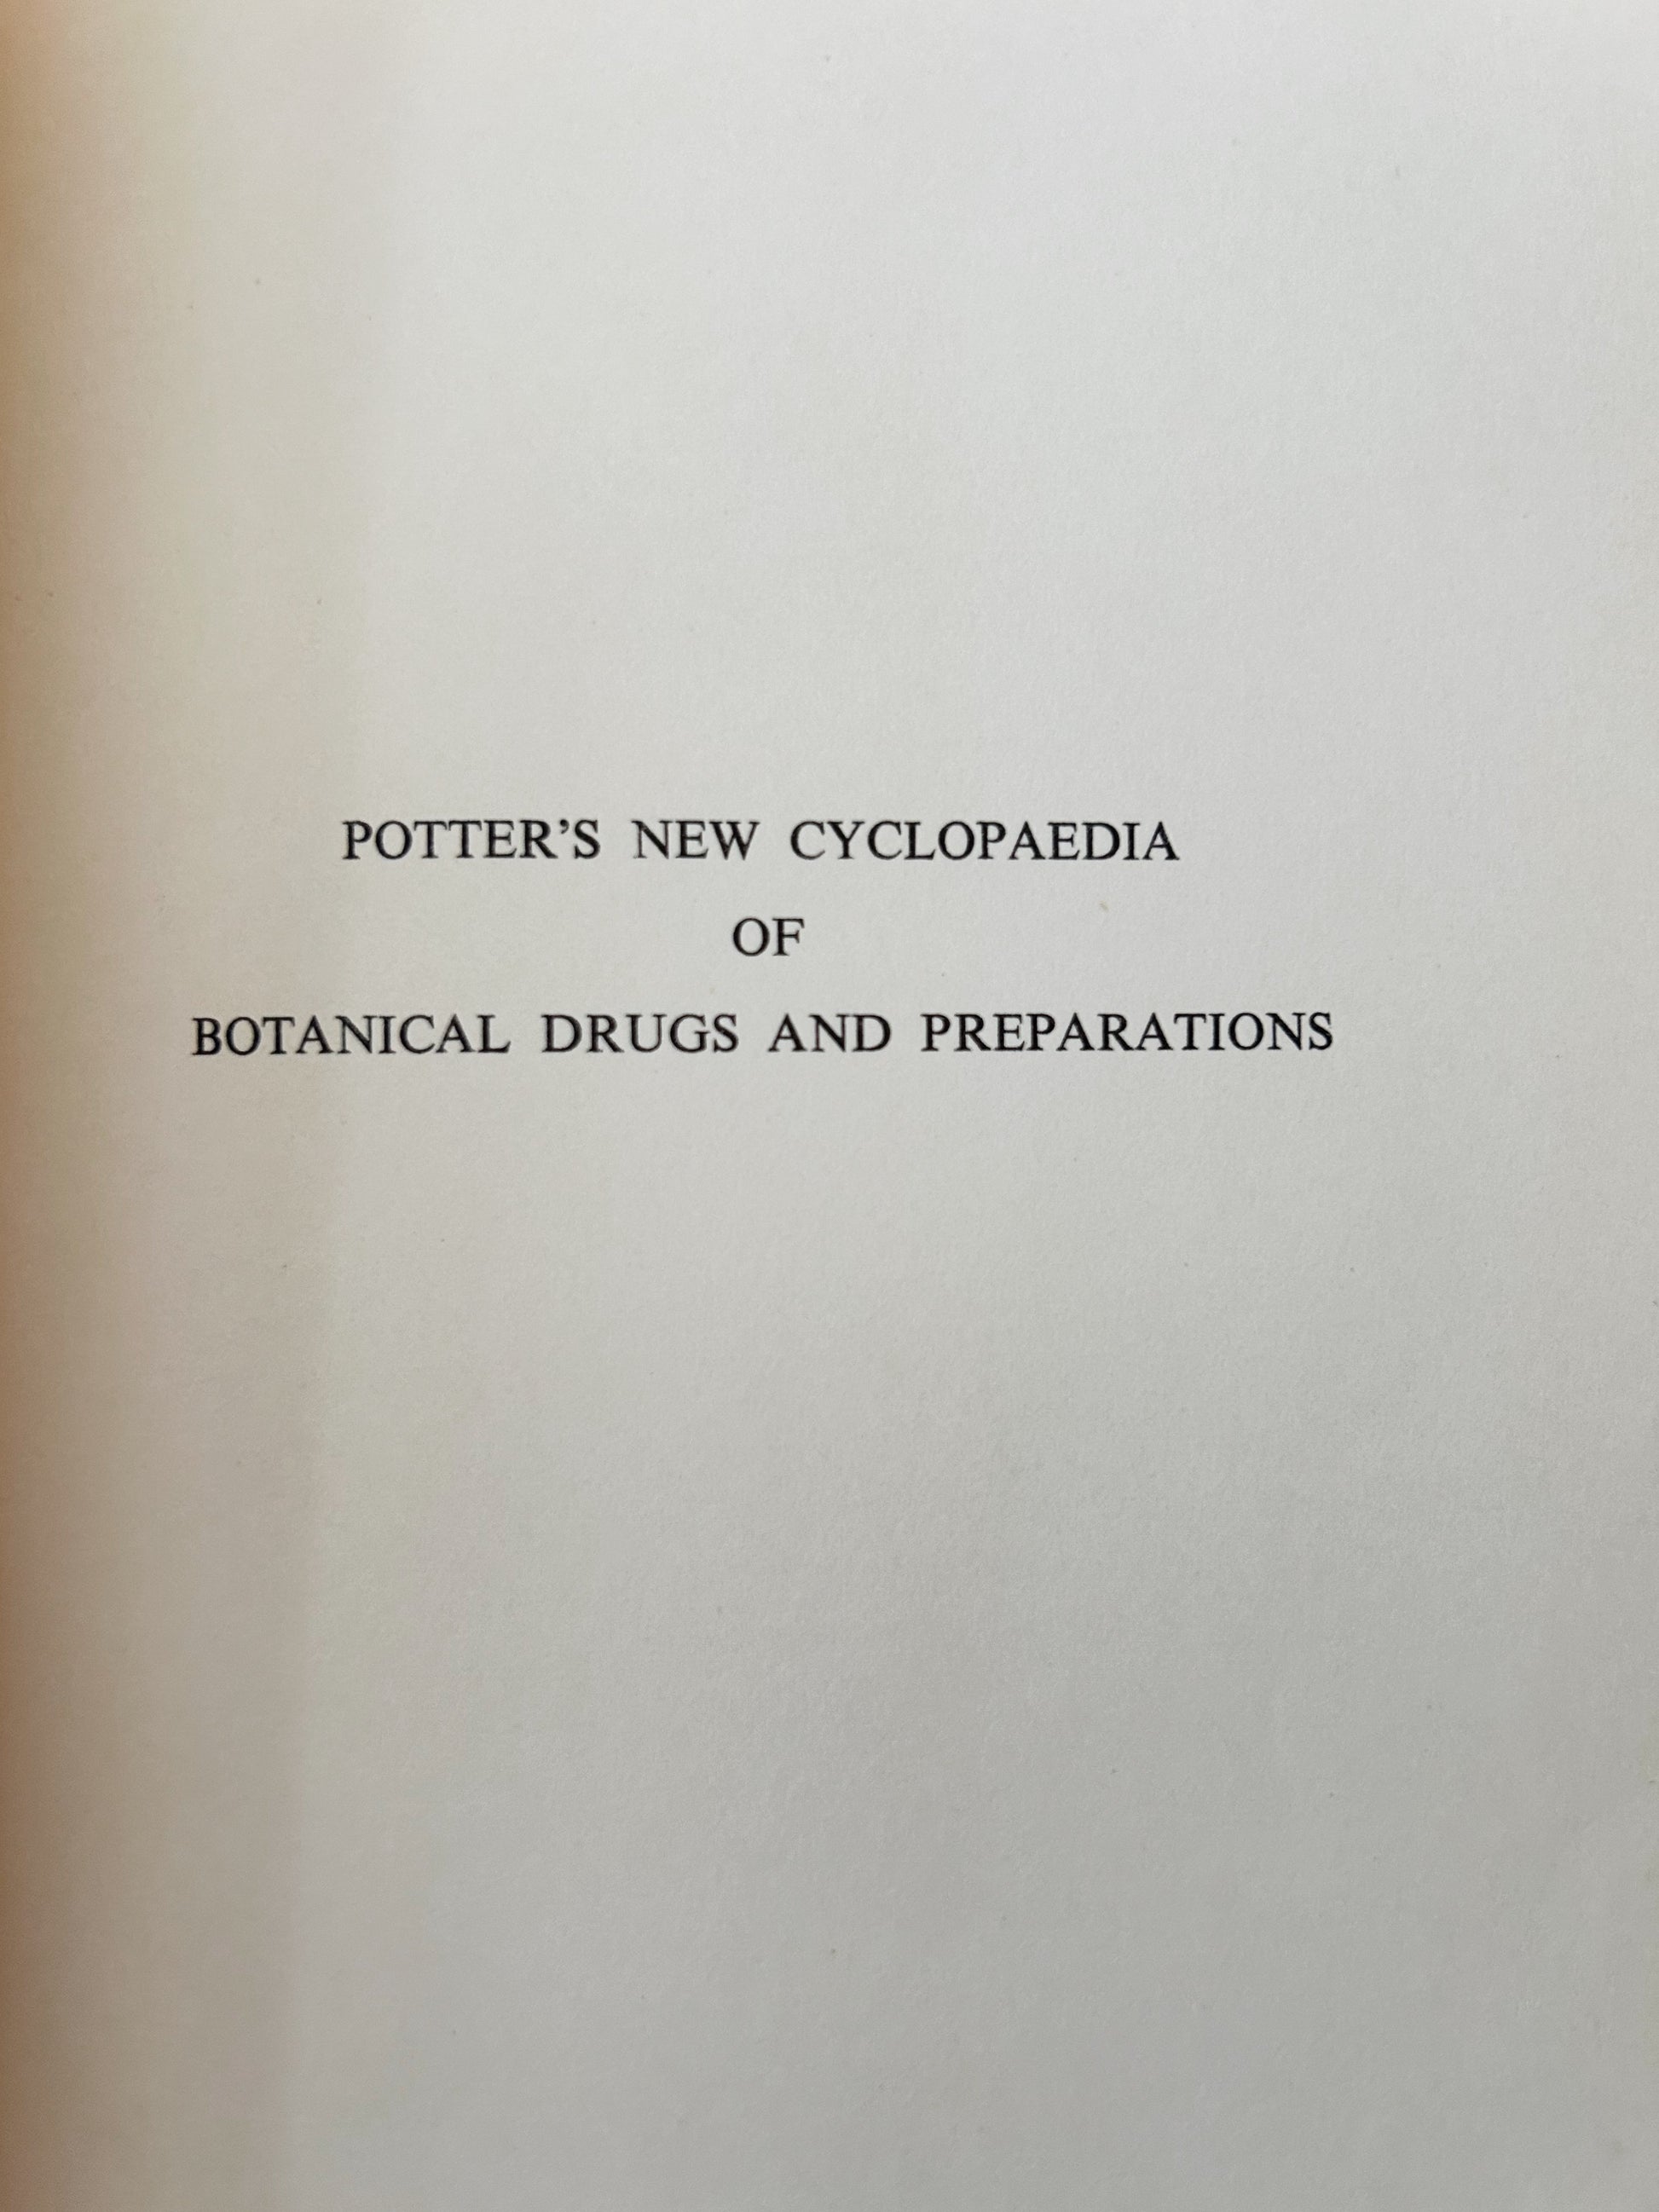 POTTER’S NEW CYCLOPAEDIA
OF
BOTANICAL DRUGS AND PREPARATIONS